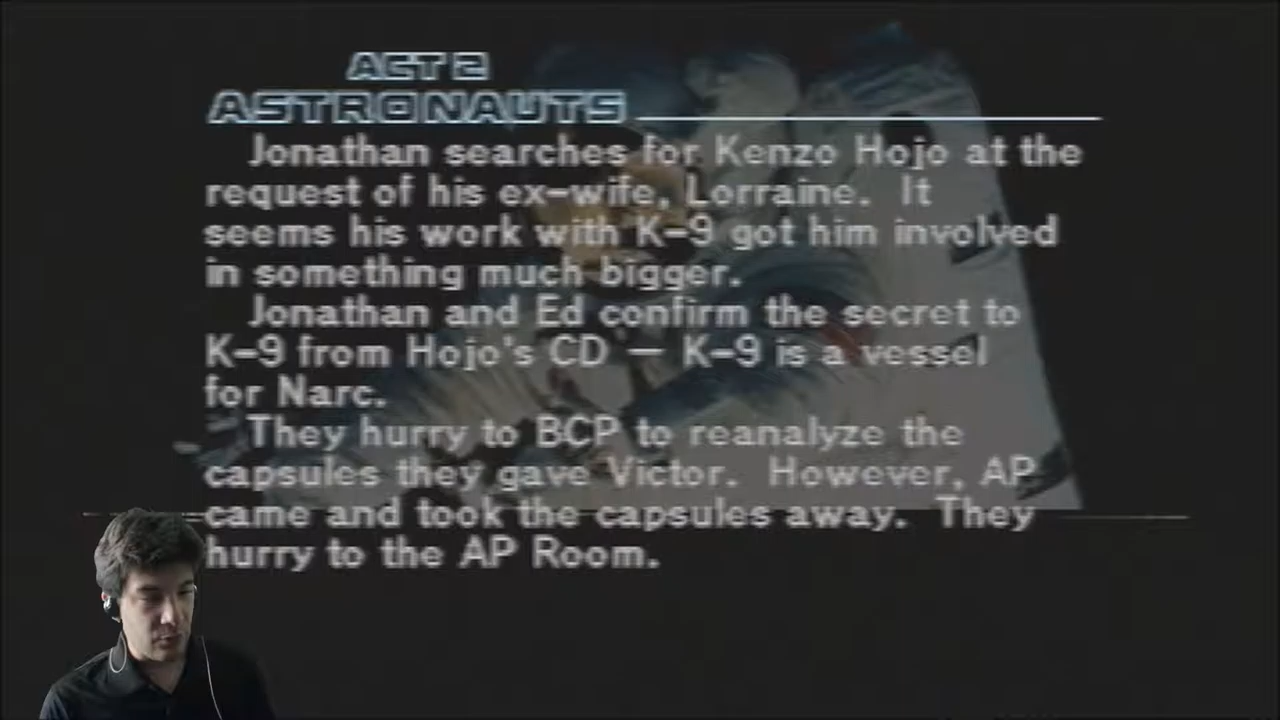 ACT 2
ASTRONAUTS
Jonathan searches for Kenzo Hojo at the
request of his ex-wife, Lorraine. It
seems his work with K-9 got him involved
in something much bigger.
Jonathan and Ed confirm the secret to
K-9 from Hojo's CD — K-9 is a vessel
for Narc.
They hurry to BCP to reanalyze the
capsules they gave Victor. However, AP
came and took the capsules away. They
hurry to the AP Room.